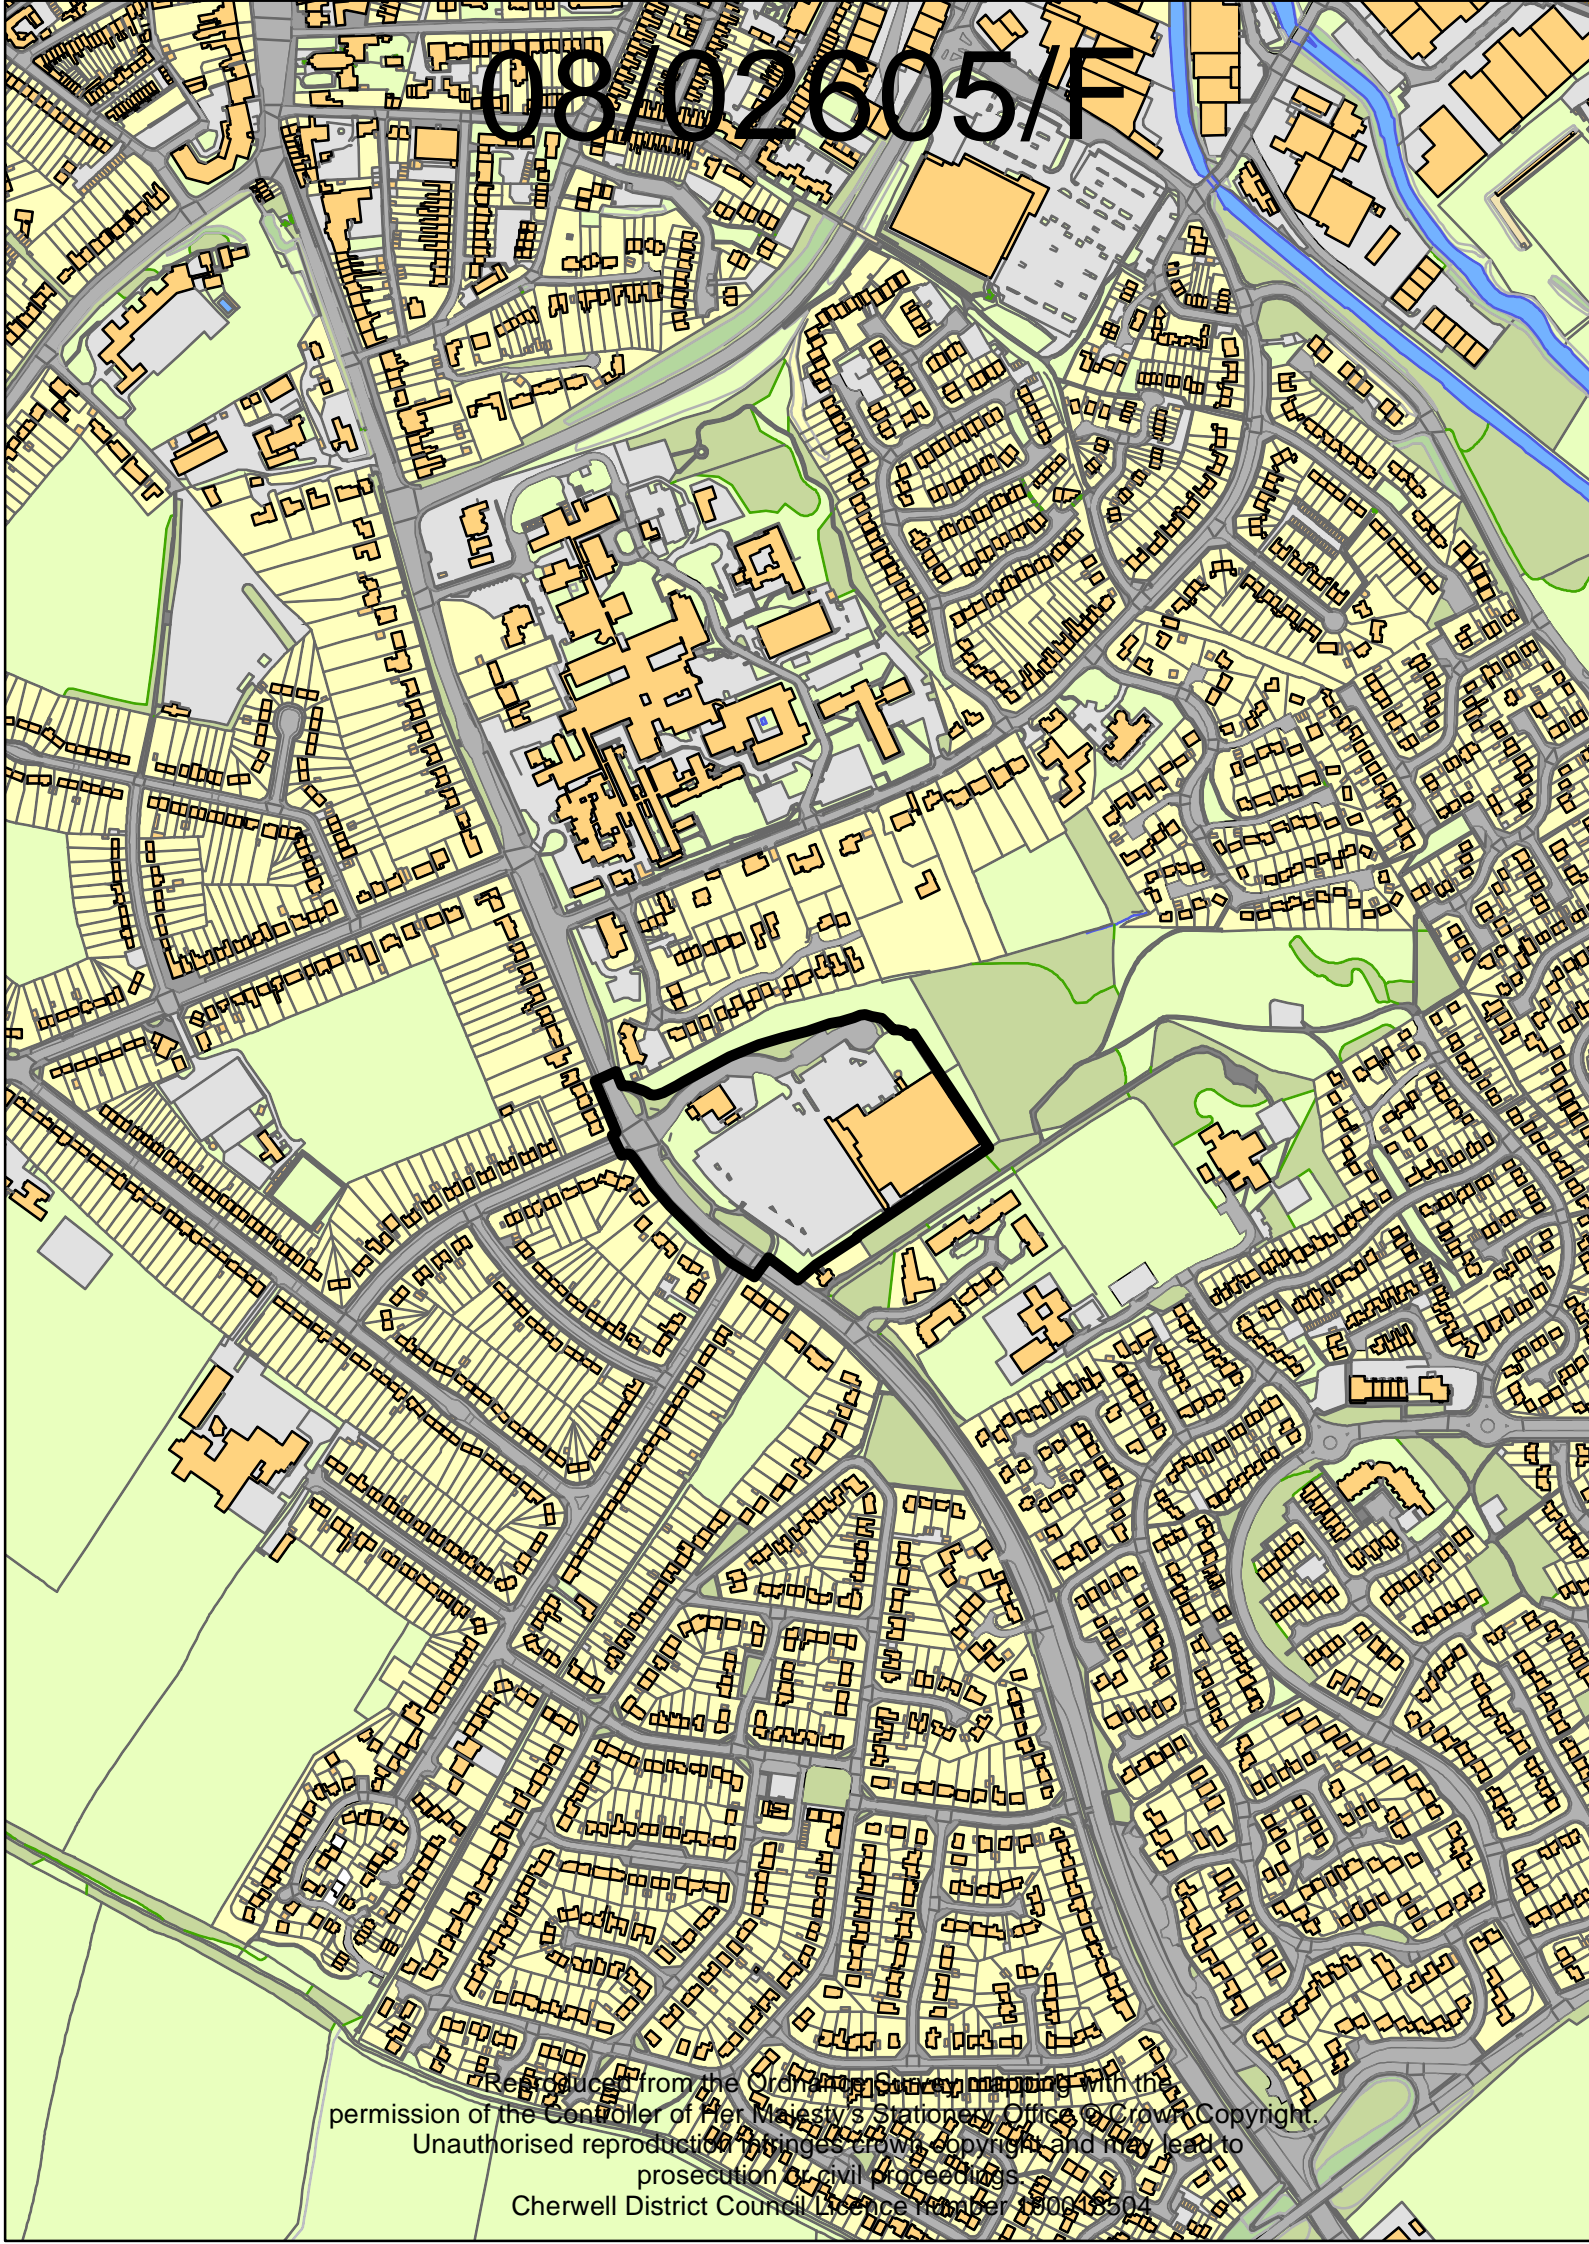 08/02605/F
Reproduced from the Ordnance Survey mapping with the
permission of the Controller of Her Majesty's Stationery Office © Crown Copyright.
Unauthorised reproduction infringes crown copyright and may lead to
prosecution or civil proceedings.
Cherwell District Council Licence number 100018504